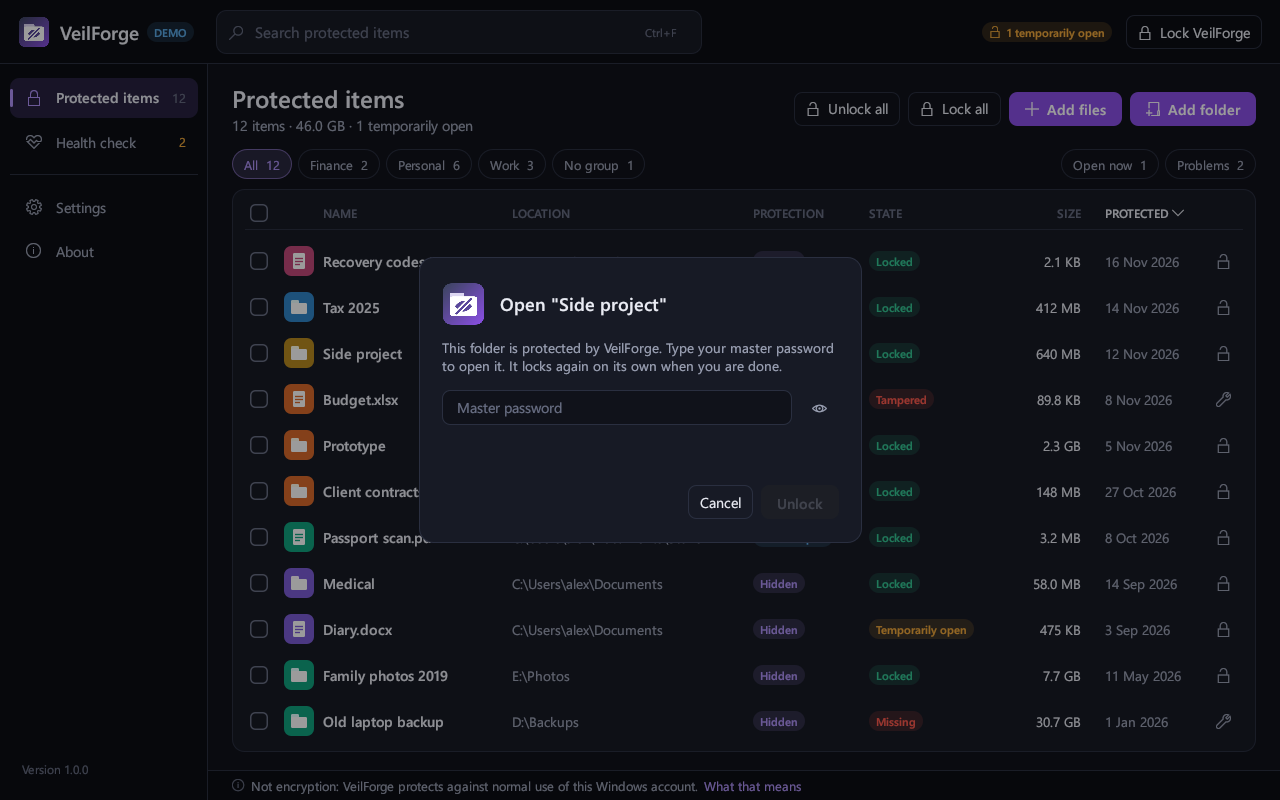 VeilForge DEMO
Search protected items Ctrl+F
1 temporarily open
Lock VeilForge
Protected items 12
Health check 2
Settings
About
Version 1.0.0
Protected items
12 items · 46.0 GB · 1 temporarily open
Unlock all
Lock all
Add files
Add folder
All 12
Finance 2
Personal 6
Work 3
No group 1
Open now 1
Problems 2
NAME LOCATION PROTECTION STATE SIZE PROTECTED
Recovery codes Locked 2.1 KB 16 Nov 2026
Tax 2025 Locked 412 MB 14 Nov 2026
Side project Locked 640 MB 12 Nov 2026
Budget.xlsx Tampered 89.8 KB 8 Nov 2026
Prototype Locked 2.3 GB 5 Nov 2026
Client contracts Locked 148 MB 27 Oct 2026
Passport scan Locked 3.2 MB 8 Oct 2026
Medical C:\Users\alex\Documents Hidden Locked 58.0 MB 14 Sep 2026
Diary.docx C:\Users\alex\Documents Hidden Temporarily open 475 KB 3 Sep 2026
Family photos 2019 E:\Photos Hidden Locked 7.7 GB 11 May 2026
Old laptop backup D:\Backups Hidden Missing 30.7 GB 1 Jan 2026
Open "Side project"
This folder is protected by VeilForge. Type your master password
to open it. It locks again on its own when you are done.
Master password
Cancel
Unlock
Not encryption: VeilForge protects against normal use of this Windows account. What that means